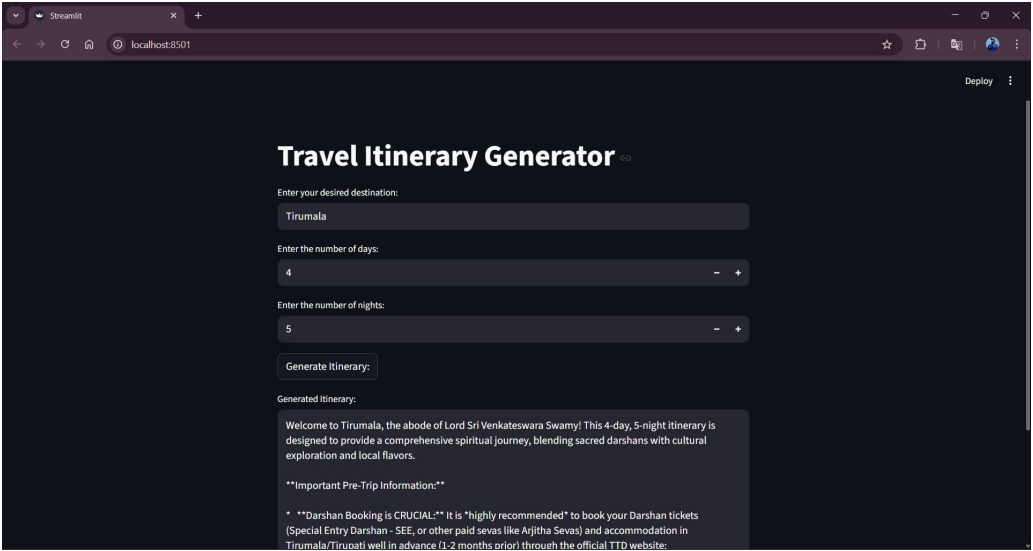 Streamlit
localhost:8501
Deploy
Travel Itinerary Generator
Enter your desired destination:
Tirumala
Enter the number of days:
4
Enter the number of nights:
5
Generate Itinerary:
Generated Itinerary:
Welcome to Tirumala, the abode of Lord Sri Venkateswara Swamy! This 4-day, 5-night itinerary is
designed to provide a comprehensive spiritual journey, blending sacred darshans with cultural
exploration and local flavors.
**Important Pre-Trip Information:**
* **Darshan Booking is CRUCIAL:** It is *highly recommended* to book your Darshan tickets
(Special Entry Darshan - SEE, or other paid sevas like Arjitha Sevas) and accommodation in
Tirumala/Tirupati well in advance (1-2 months prior) through the official TTD website: